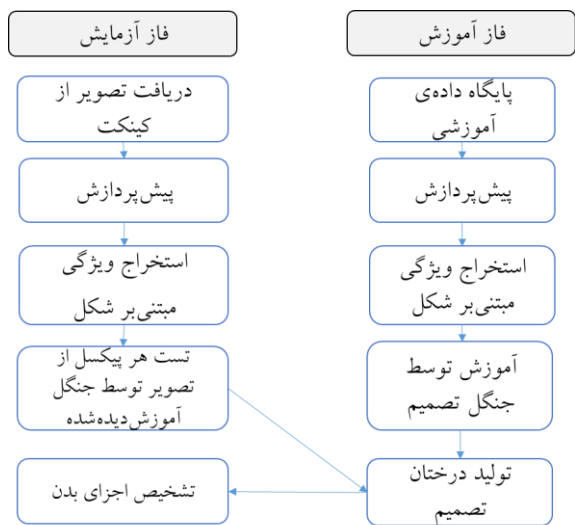 فاز آموزش
پایگاه داده‌ی
آموزشی
پیش‌پردازش
استخراج ویژگی
مبتنی‌بر شکل
آموزش توسط
جنگل تصمیم
تولید درختان
تصمیم
فاز آزمایش
دریافت تصویر از
کینکت
پیش‌پردازش
استخراج ویژگی
مبتنی‌بر شکل
تست هر پیکسل از
تصویر توسط جنگل
آموزش‌دیده‌شده
تشخیص اجزای بدن